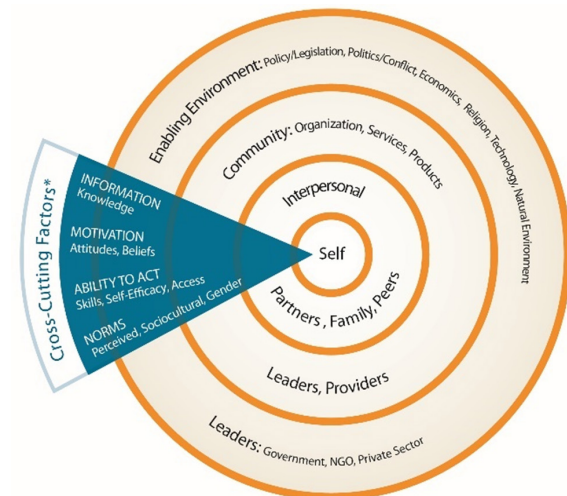 Enabling Environment: Policy/Legislation, Politics/Conflict, Economics, Religion, Technology, Natural Environment
Community: Organization, Services, Products
Interpersonal
Self
Partners, Family, Peers
Leaders, Providers
Leaders: Government, NGO, Private Sector
Cross-Cutting Factors*
INFORMATION
Knowledge
MOTIVATION
Attitudes, Beliefs
ABILITY TO ACT
Skills, Self-Efficacy, Access
NORMS
Perceived, Sociocultural, Gender